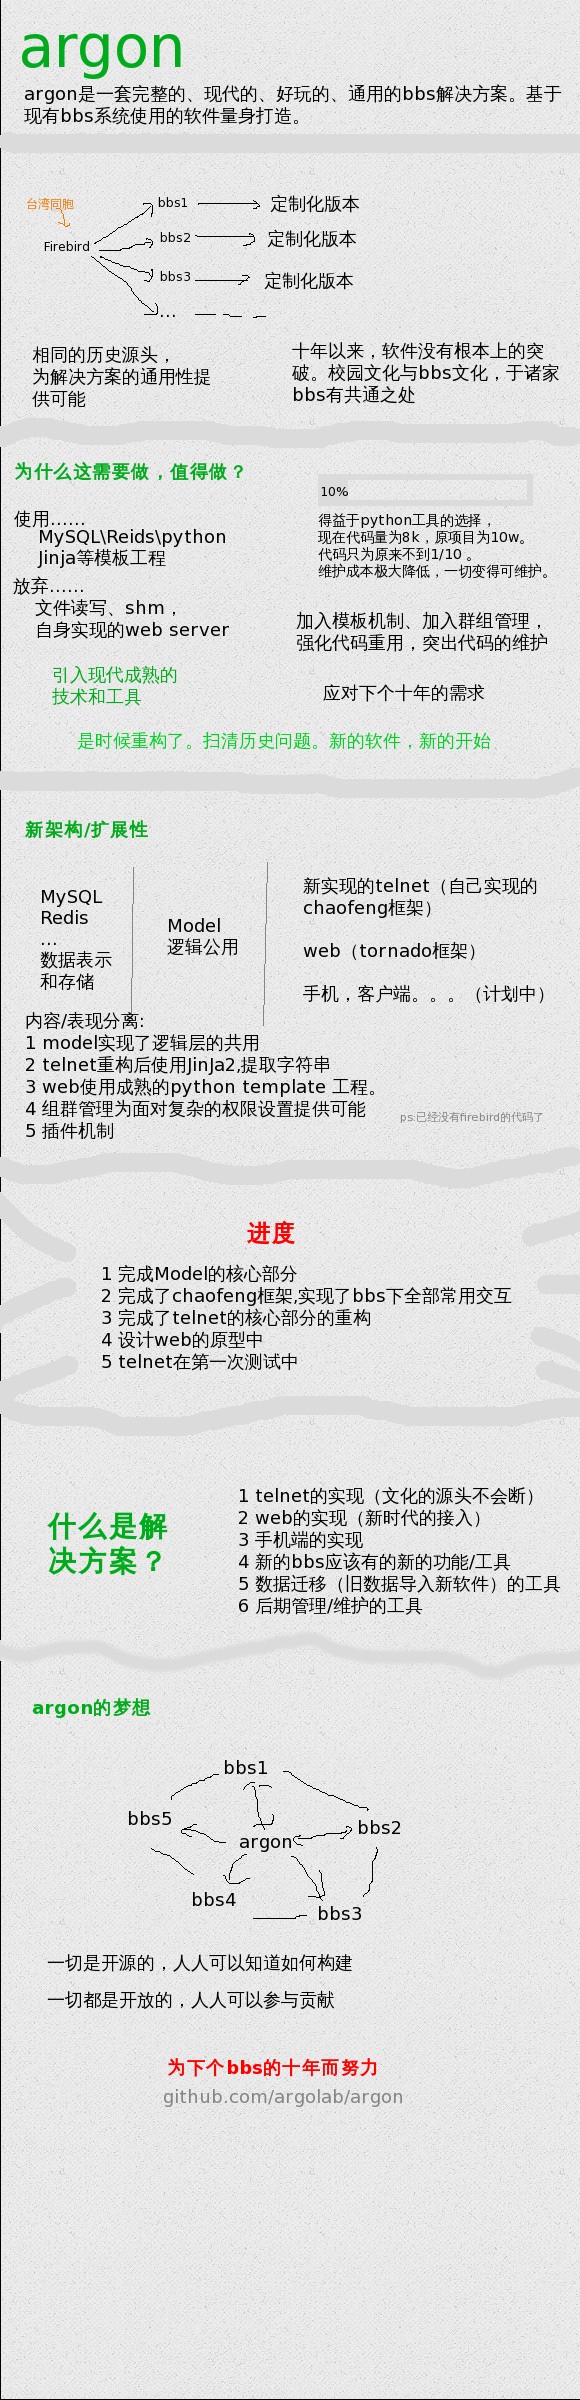 argon
argon是一套完整的、现代的、好玩的、通用的bbs解决方案。基于
现有bbs系统使用的软件量身打造。
台湾同胞
Firebird
bbs1
定制化版本
bbs2
定制化版本
bbs3
定制化版本
...
相同的历史源头，
为解决方案的通用性提
供可能
十年以来，软件没有根本上的突
破。校园文化与bbs文化，于诸家
bbs有共通之处
为什么这需要做，值得做？
使用……
MySQL\Reids\python
Jinja等模板工程
放弃……
文件读写、shm，
自身实现的web server
引入现代成熟的
技术和工具
10%
得益于python工具的选择，
现在代码量为8k，原项目为10w。
代码只为原来不到1/10 。
维护成本极大降低，一切变得可维护。
加入模板机制、加入群组管理，
强化代码重用，突出代码的维护
应对下个十年的需求
是时候重构了。扫清历史问题。新的软件，新的开始
新架构/扩展性
MySQL
Redis
...
数据表示
和存储
Model
逻辑公用
新实现的telnet（自己实现的
chaofeng框架）
web（tornado框架）
手机，客户端。。。（计划中）
内容/表现分离:
1 model实现了逻辑层的共用
2 telnet重构后使用JinJa2,提取字符串
3 web使用成熟的python template 工程。
4 组群管理为面对复杂的权限设置提供可能
5 插件机制
ps:已经没有firebird的代码了
进度
1 完成Model的核心部分
2 完成了chaofeng框架,实现了bbs下全部常用交互
3 完成了telnet的核心部分的重构
4 设计web的原型中
5 telnet在第一次测试中
什么是解
决方案？
1 telnet的实现（文化的源头不会断）
2 web的实现（新时代的接入）
3 手机端的实现
4 新的bbs应该有的新的功能/工具
5 数据迁移（旧数据导入新软件）的工具
6 后期管理/维护的工具
argon的梦想
bbs1
bbs5
bbs2
argon
bbs4
bbs3
一切是开源的，人人可以知道如何构建
一切都是开放的，人人可以参与贡献
为下个bbs的十年而努力
github.com/argolab/argon